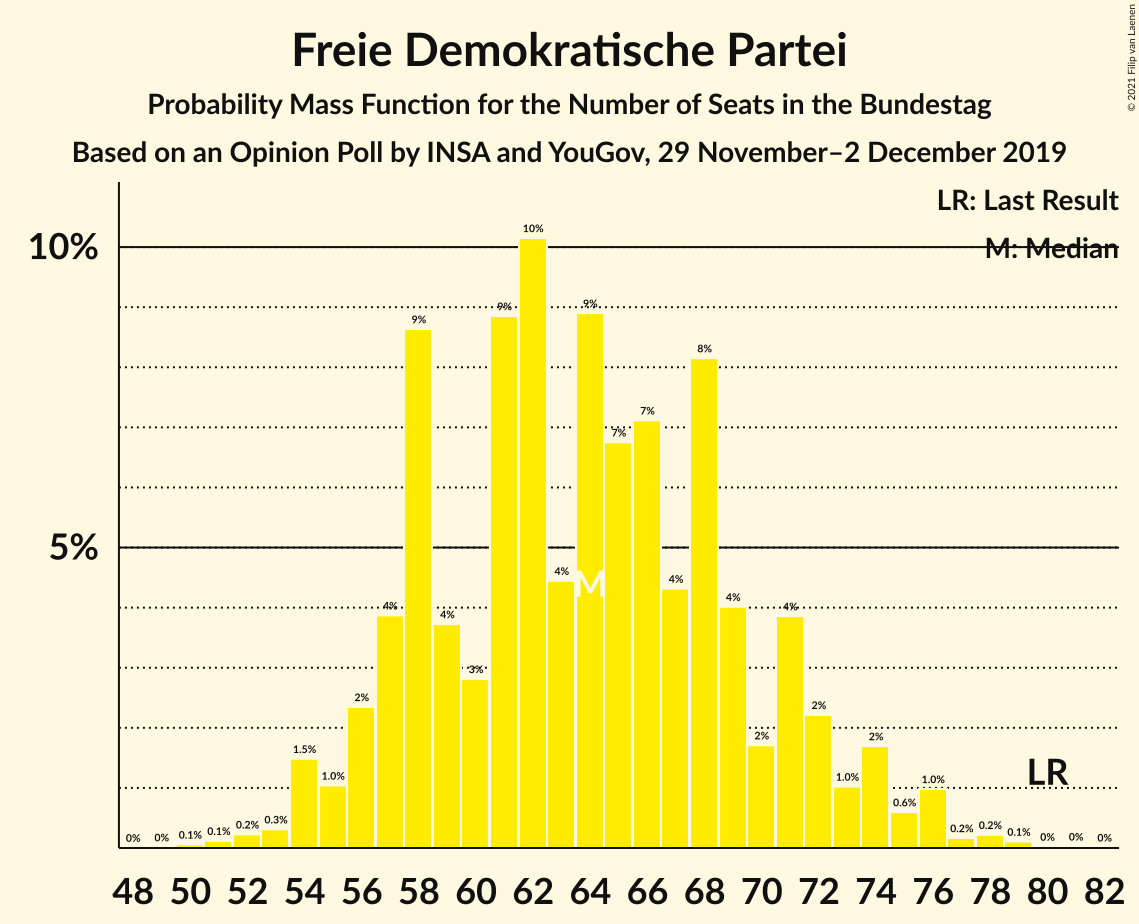 Freie Demokratische Partei
Probability Mass Function for the Number of Seats in the Bundestag
Based on an Opinion Poll by INSA and YouGov, 29 November–2 December 2019
© 2021 Filip van Laenen
LR: Last Result
M: Median
10%
5%
0% 0% 0.1% 0.1% 0.2% 0.3% 1.5% 1.0% 2% 4% 9% 4% 3% 9% 10% 4% 9% 7% 7% 4% 8% 4% 2% 4% 2% 1.0% 2% 0.6% 1.0% 0.2% 0.2% 0.1% 0% 0% 0%
M
LR
48 50 52 54 56 58 60 62 64 66 68 70 72 74 76 78 80 82